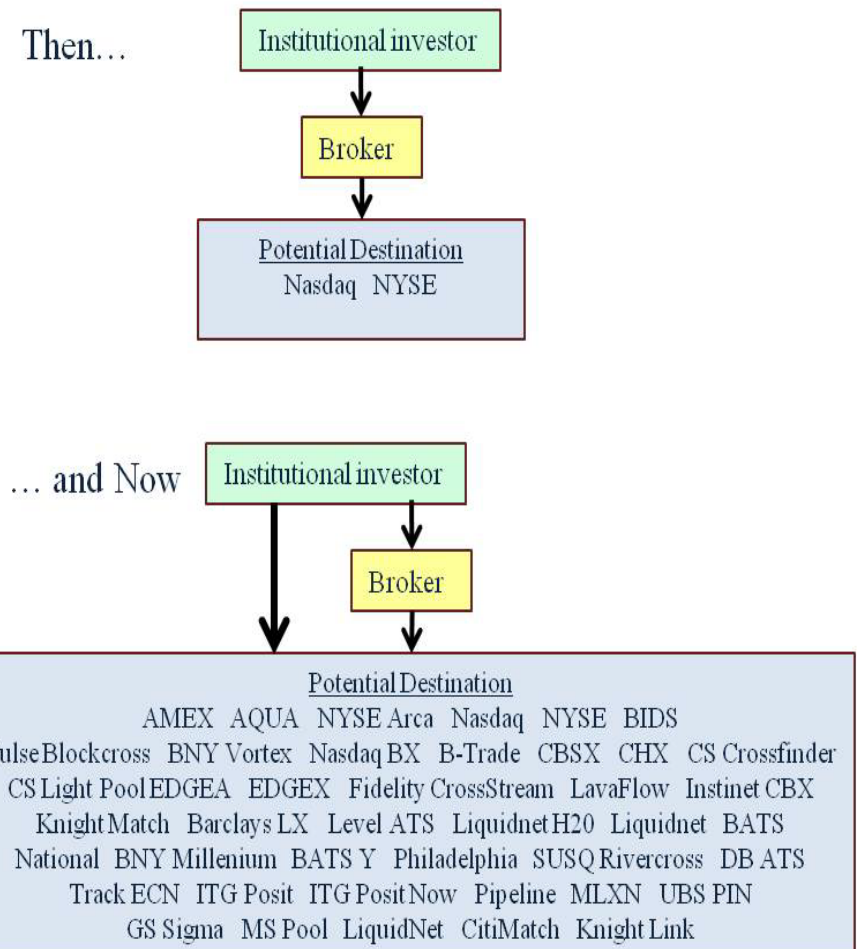 Then…
Institutional investor
Broker
Potential Destination
Nasdaq NYSE
… and Now
Institutional investor
Broker
Potential Destination
AMEX AQUA NYSE Arca Nasdaq NYSE BIDS
Blockcross BNY Vortex Nasdaq BX B-Trade CBSX CHX CS Crossfinder
CS Light Pool EDGEA EDGEX Fidelity CrossStream LavaFlow Instinet CBX
Knight Match Barclays LX Level ATS Liquidnet H20 Liquidnet BATS
National BNY Millenium BATS Y Philadelphia SUSQ Rivercross DB ATS
Track ECN ITG Posit ITG Posit Now Pipeline MLXN UBS PIN
GS Sigma MS Pool LiquidNet CitiMatch Knight Link